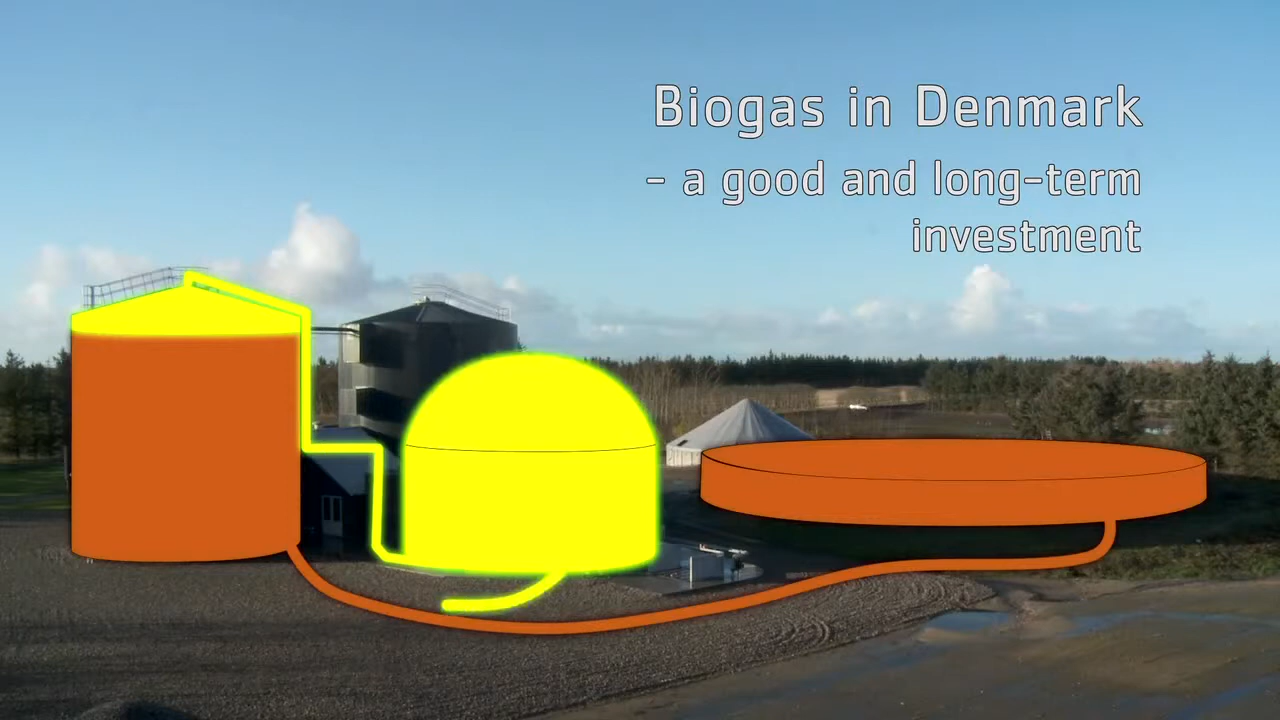 Biogas in Denmark
- a good and long-term
investment